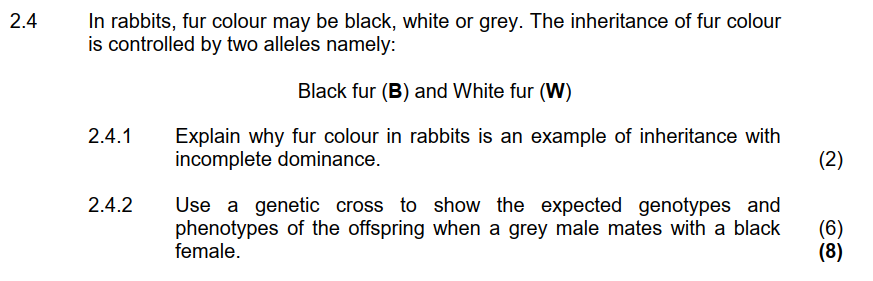 2.4 In rabbits, fur colour may be black, white or grey. The inheritance of fur colour
is controlled by two alleles namely:
Black fur (B) and White fur (W)
2.4.1 Explain why fur colour in rabbits is an example of inheritance with
incomplete dominance. (2)
2.4.2 Use a genetic cross to show the expected genotypes and
phenotypes of the offspring when a grey male mates with a black (6)
female. (8)